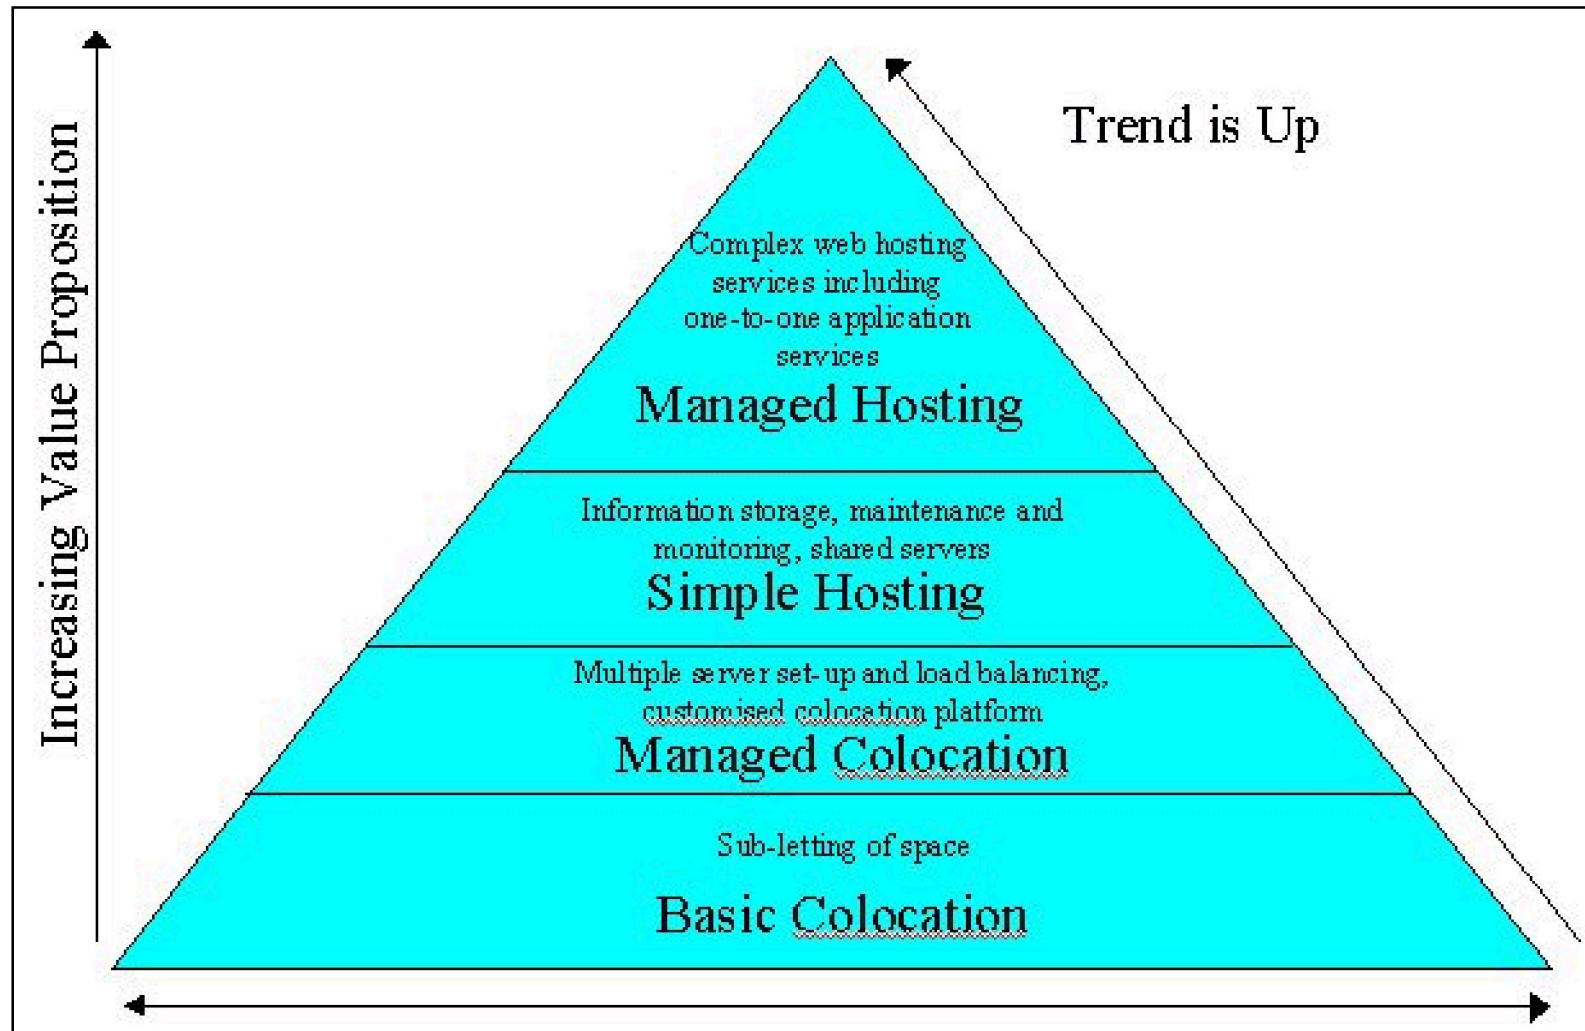 Increasing Value Proposition
Trend is Up
Complex web hosting
services including
one-to-one application
services
Managed Hosting
Information storage, maintenance and
monitoring, shared servers
Simple Hosting
Multiple server set-up and load balancing,
customised colocation platform
Managed Colocation
Sub-letting of space
Basic Colocation